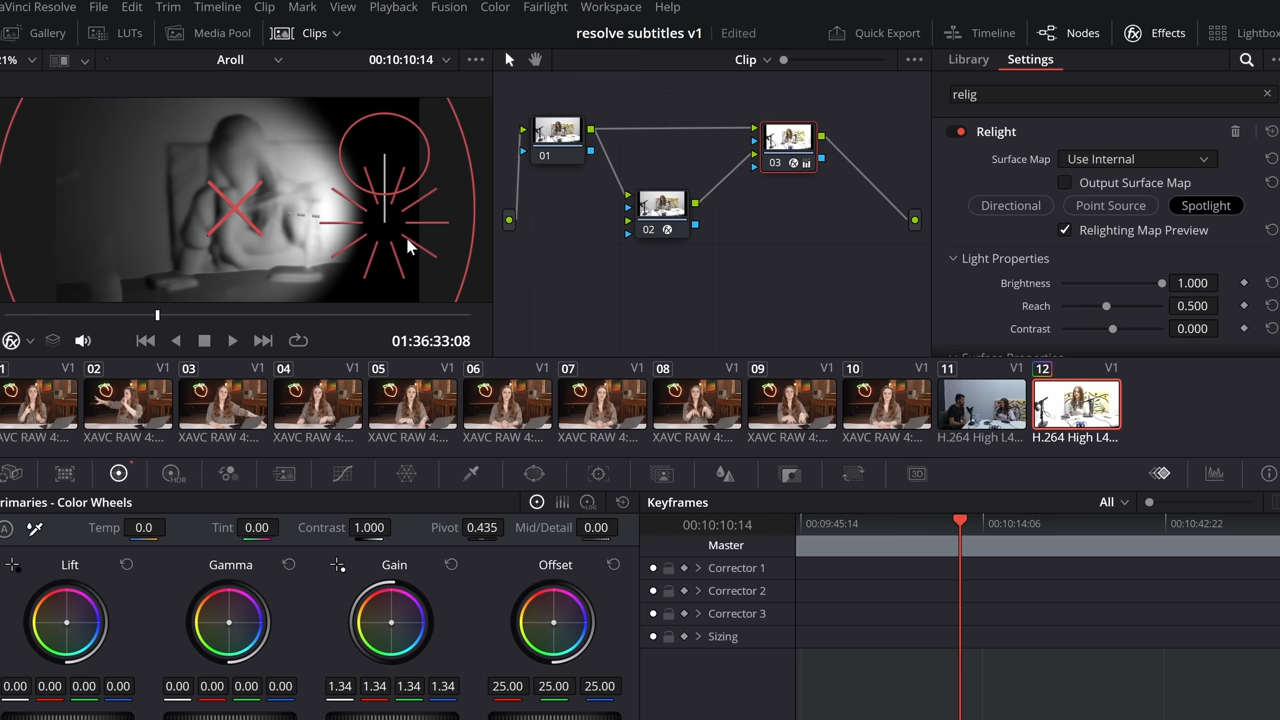 aVinci Resolve File Edit Trim Timeline Clip Mark View Playback Fusion Color Fairlight Workspace Help
Gallery LUTs Media Pool Clips resolve subtitles v1 Edited Quick Export Timeline Nodes Effects Lightbox
21% Aroll 00:10:10:14 Clip Library Settings
relig
Relight
Surface Map Use Internal
Output Surface Map
Directional Point Source Spotlight
Relighting Map Preview
Light Properties
Brightness 1.000
Reach 0.500
Contrast 0.000
Surface Properties
01
02
03
01:36:33:08
1 V1 02 V1 03 V1 04 V1 05 V1 06 V1 07 V1 08 V1 09 V1 10 V1 11 V1 12 V1
AVC RAW 4:... XAVC RAW 4:... XAVC RAW 4:... XAVC RAW 4:... XAVC RAW 4:... XAVC RAW 4:... XAVC RAW 4:... XAVC RAW 4:... XAVC RAW 4:... XAVC RAW 4:... H.264 High L4... H.264 High L4...
HDR 3D
rimaries - Color Wheels
A Temp 0.0 Tint 0.00 Contrast 1.000 Pivot 0.435 Mid/Detail 0.00
Lift Gamma Gain Offset
0.00 0.00 0.00 0.00 0.00 0.00 0.00 0.00 1.34 1.34 1.34 1.34 25.00 25.00 25.00
Keyframes All
00:10:10:14 00:09:45:14 00:10:14:06 00:10:42:22
Master
Corrector 1
Corrector 2
Corrector 3
Sizing